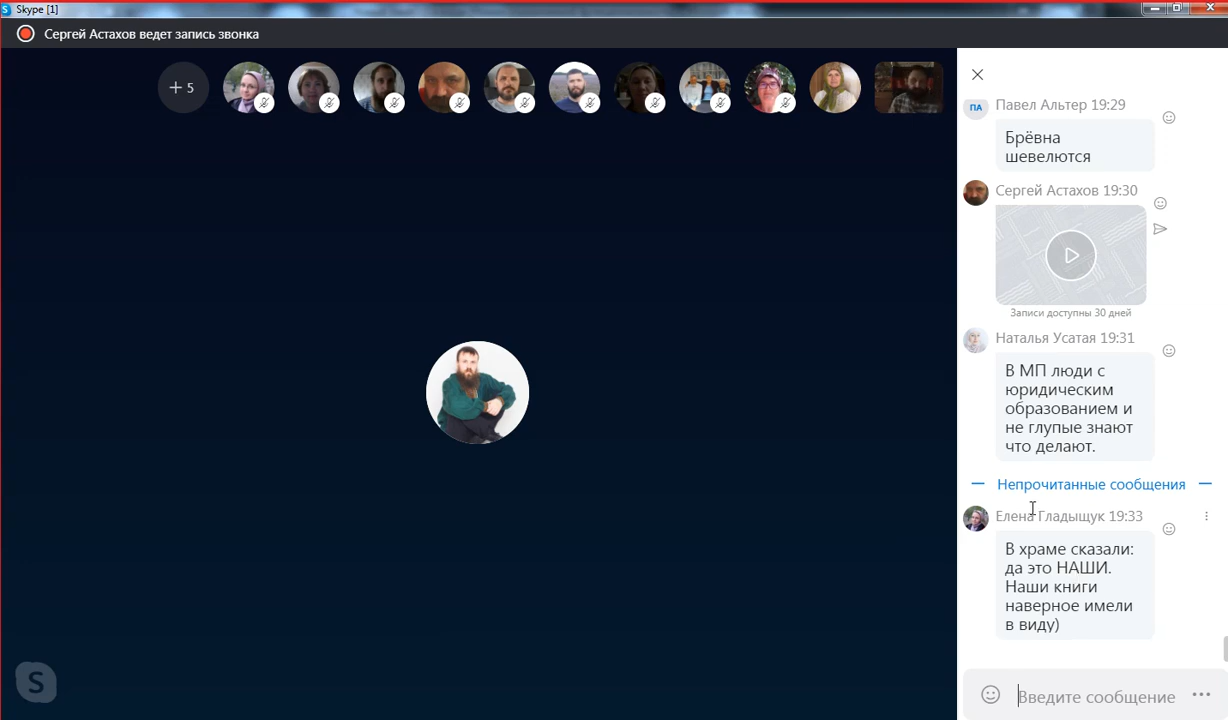 Skype [1]
Сергей Астахов ведет запись звонка
+ 5
ПА
Павел Альтер 19:29
Брёвна
шевелются
Сергей Астахов 19:30
Записи доступны 30 дней
Наталья Усатая 19:31
В МП люди с
юридическим
образованием и
не глупые знают
что делают.
Непрочитанные сообщения
Елена Гладыщук 19:33
В храме сказали:
да это НАШИ.
Наши книги
наверное имели
в виду)
Введите сообщение